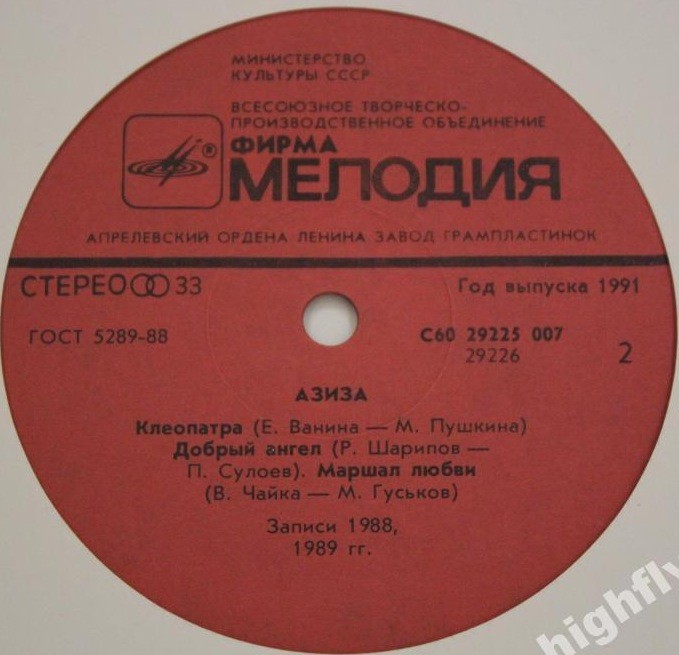 МИНИСТЕРСТВО
КУЛЬТУРЫ СССР
ВСЕСОЮЗНОЕ ТВОРЧЕСКО-
ПРОИЗВОДСТВЕННОЕ ОБЪЕДИНЕНИЕ
®
ФИРМА
МЕЛОДИЯ
АПРЕЛЕВСКИЙ ОРДЕНА ЛЕНИНА ЗАВОД ГРАМПЛАСТИНОК
СТЕРЕО 33
Год выпуска 1991
ГОСТ 5289-88
С60 29225 007
29226
2
АЗИЗА
Клеопатра (Е. Ванина — М. Пушкина)
Добрый ангел (Р. Шарипов —
П. Сулоев). Маршал любви
(В. Чайка — М. Гуськов)
Записи 1988,
1989 гг.
highfly